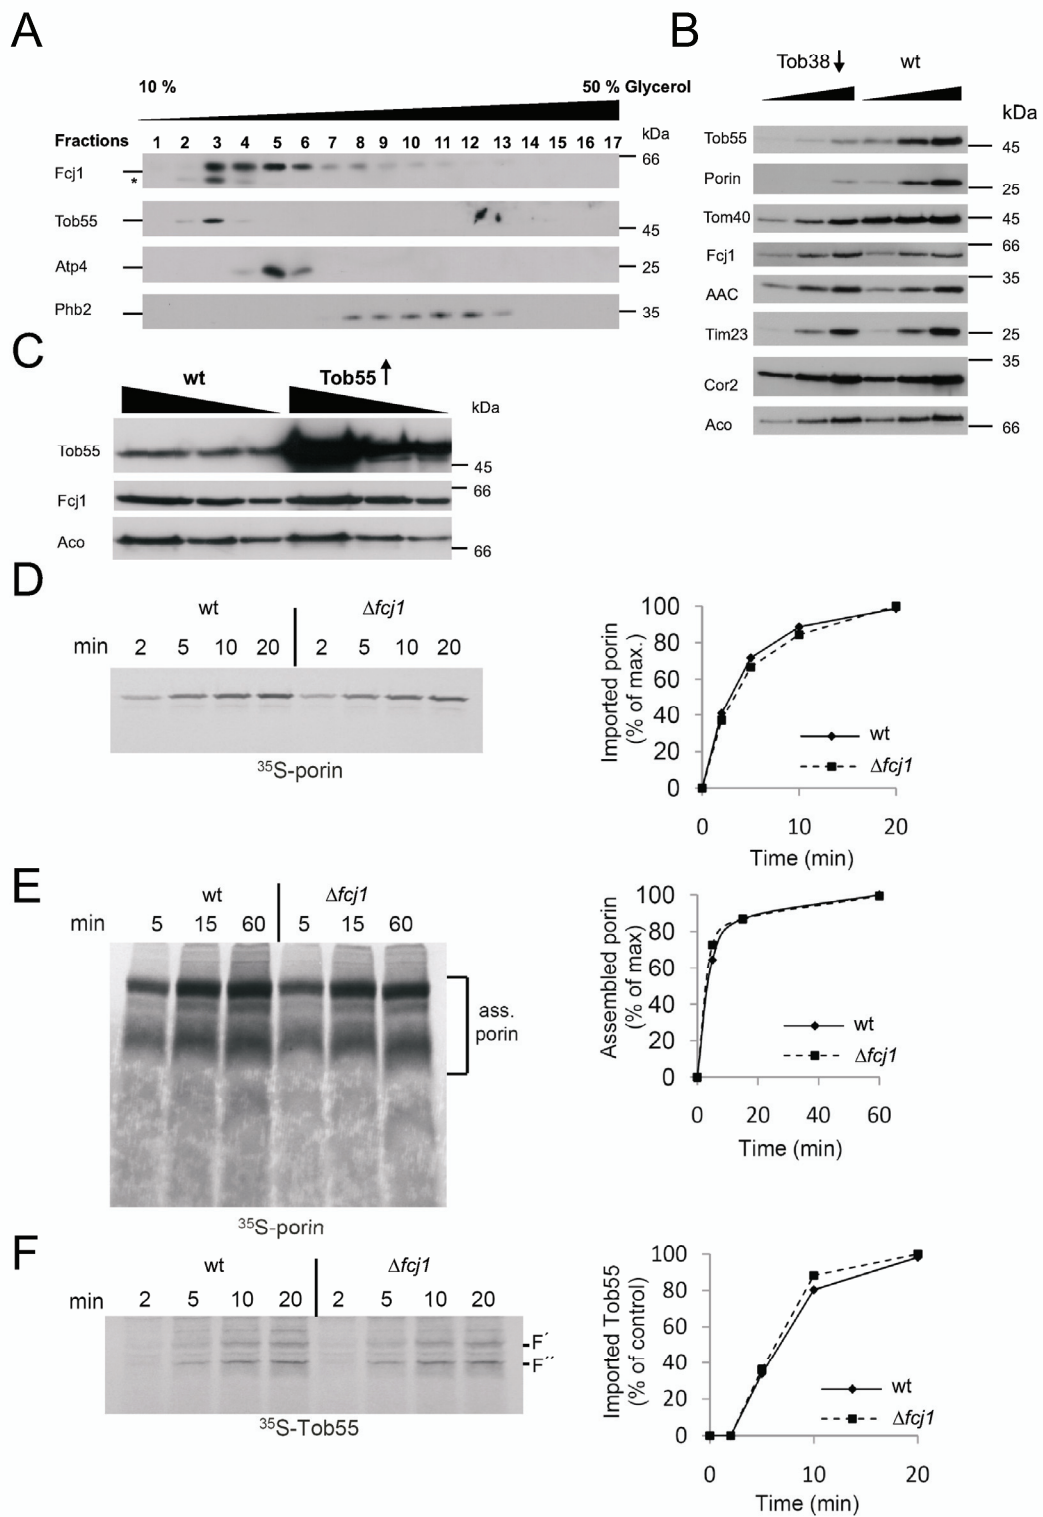 A
10 %
50 % Glycerol
Fractions 1 2 3 4 5 6 7 8 9 10 11 12 13 14 15 16 17
kDa
Fcj1
*
66
Tob55
45
Atp4
25
Phb2
35
B
Tob38↓ wt
kDa
Tob55
45
Porin
25
Tom40
45
Fcj1
66
AAC
35
Tim23
25
Cor2
35
Aco
66
C
wt Tob55↑
kDa
Tob55
45
Fcj1
66
Aco
66
D
wt Δfcj1
min 2 5 10 20 2 5 10 20
³⁵S-porin
Imported porin
(% of max.)
100
80
60
40
20
0
wt
Δfcj1
0 10 20
Time (min)
E
wt Δfcj1
min 5 15 60 5 15 60
ass.
porin
³⁵S-porin
Assembled porin
(% of max)
100
80
60
40
20
0
wt
Δfcj1
0 20 40 60
Time (min)
F
wt Δfcj1
min 2 5 10 20 2 5 10 20
F´
F´´
³⁵S-Tob55
Imported Tob55
(% of control)
100
80
60
40
20
0
wt
Δfcj1
0 10 20
Time (min)